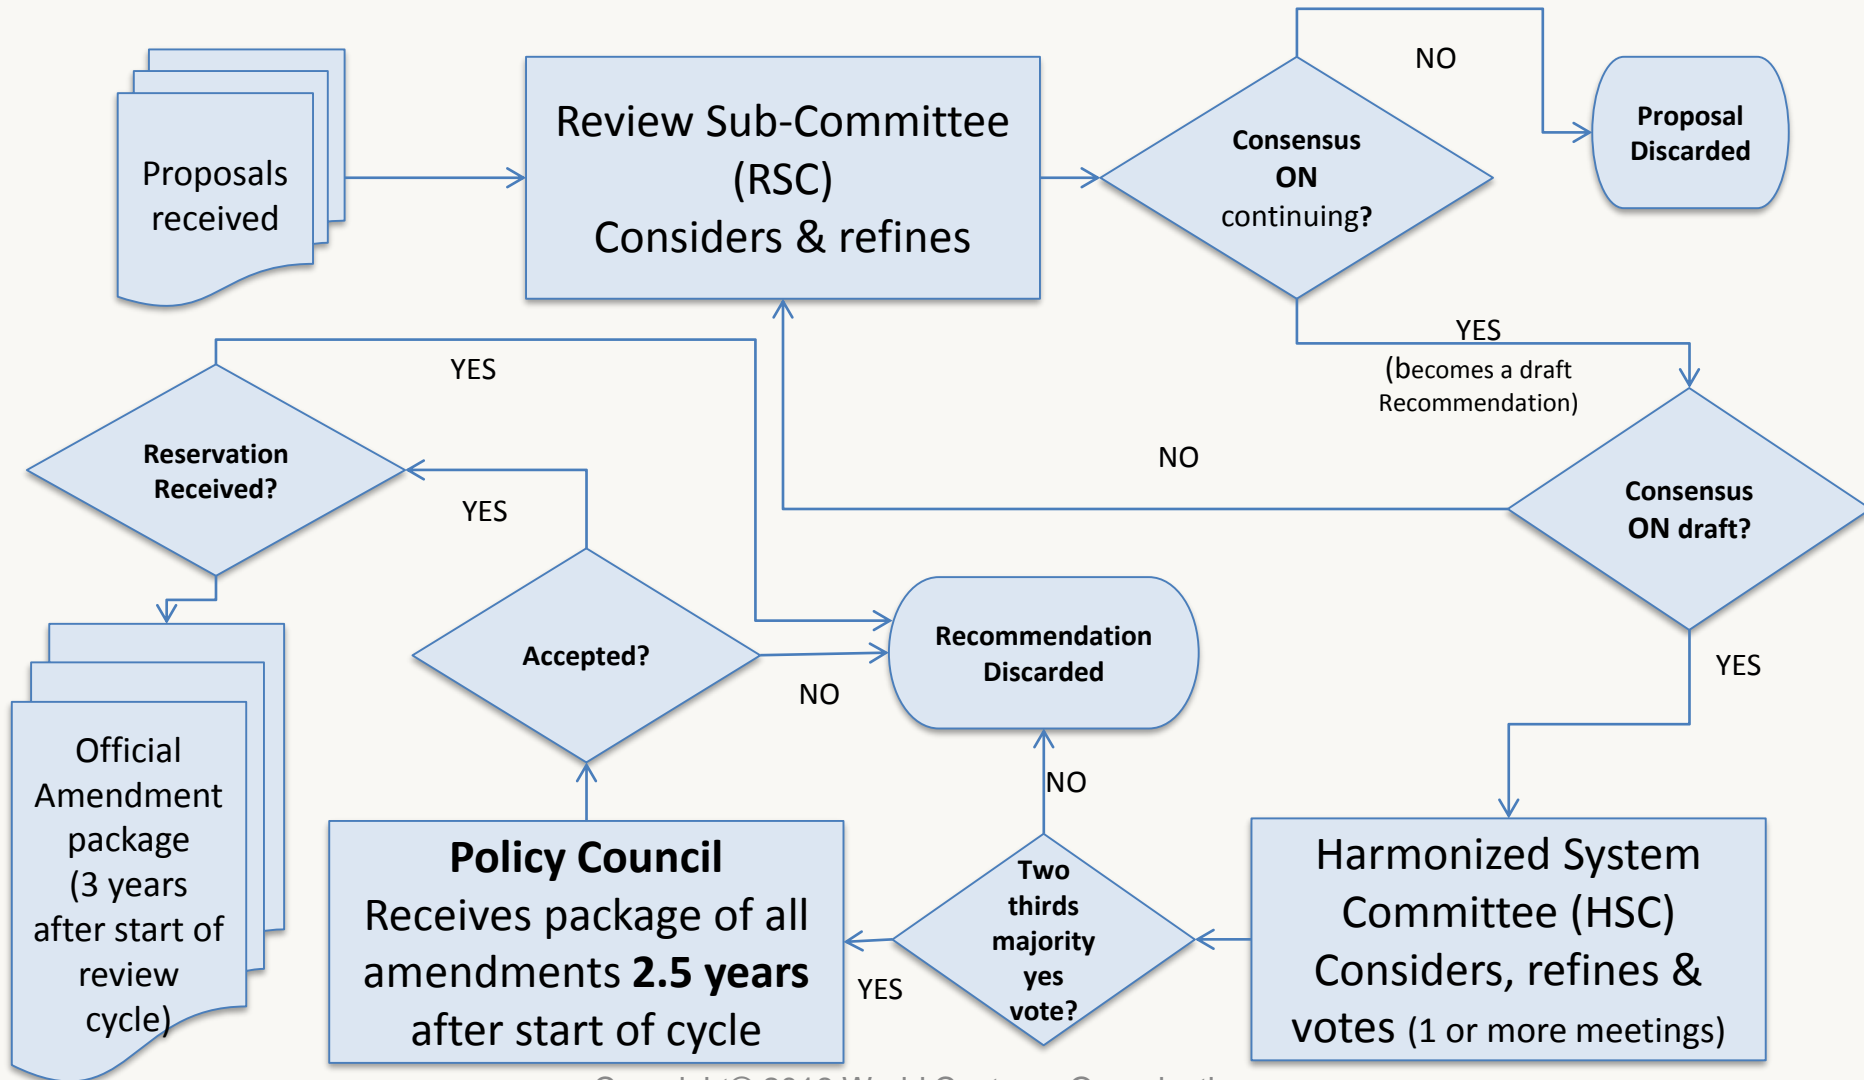 Proposals
received
Review Sub-Committee
(RSC)
Considers & refines
Consensus
ON
continuing?
NO
Proposal
Discarded
YES
(becomes a draft
Recommendation)
Consensus
ON draft?
NO
YES
Harmonized System
Committee (HSC)
Considers, refines &
votes (1 or more meetings)
Two
thirds
majority
yes
vote?
NO
YES
Policy Council
Receives package of all
amendments 2.5 years
after start of cycle
Accepted?
NO
Recommendation
Discarded
YES
Reservation
Received?
YES
Official
Amendment
package
(3 years
after start of
review
cycle)